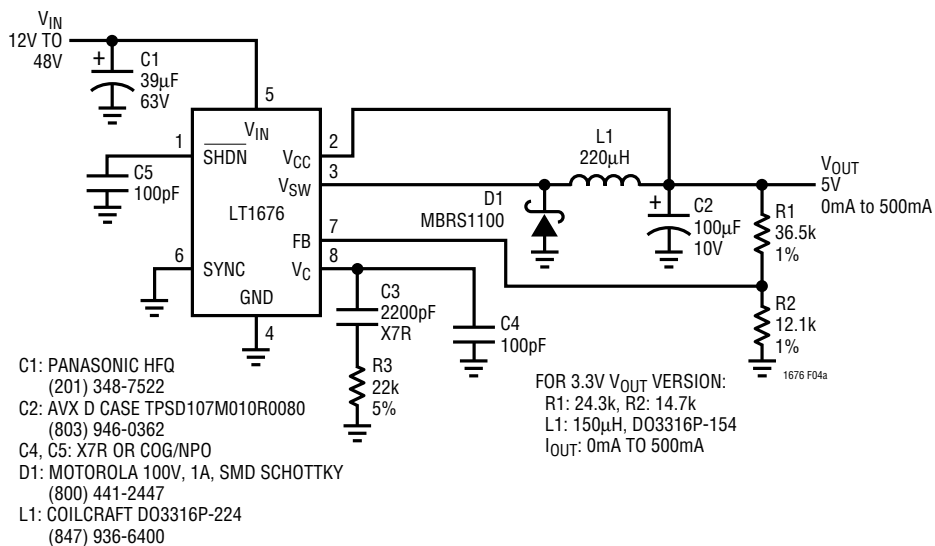 VIN
12V TO
48V
+
C1
39µF
63V
5
VIN
1
SHDN
2
VCC
L1
220µH
3
VSW
VOUT
5V
0mA to 500mA
C5
100pF
LT1676
D1
MBRS1100
+
C2
100µF
10V
R1
36.5k
1%
7
FB
6
SYNC
8
VC
GND
4
C3
2200pF
X7R
C4
100pF
R2
12.1k
1%
R3
22k
5%
1676 F04a
C1: PANASONIC HFQ
(201) 348-7522
C2: AVX D CASE TPSD107M010R0080
(803) 946-0362
C4, C5: X7R OR COG/NPO
D1: MOTOROLA 100V, 1A, SMD SCHOTTKY
(800) 441-2447
L1: COILCRAFT DO3316P-224
(847) 936-6400
FOR 3.3V VOUT VERSION:
R1: 24.3k, R2: 14.7k
L1: 150µH, DO3316P-154
IOUT: 0mA TO 500mA